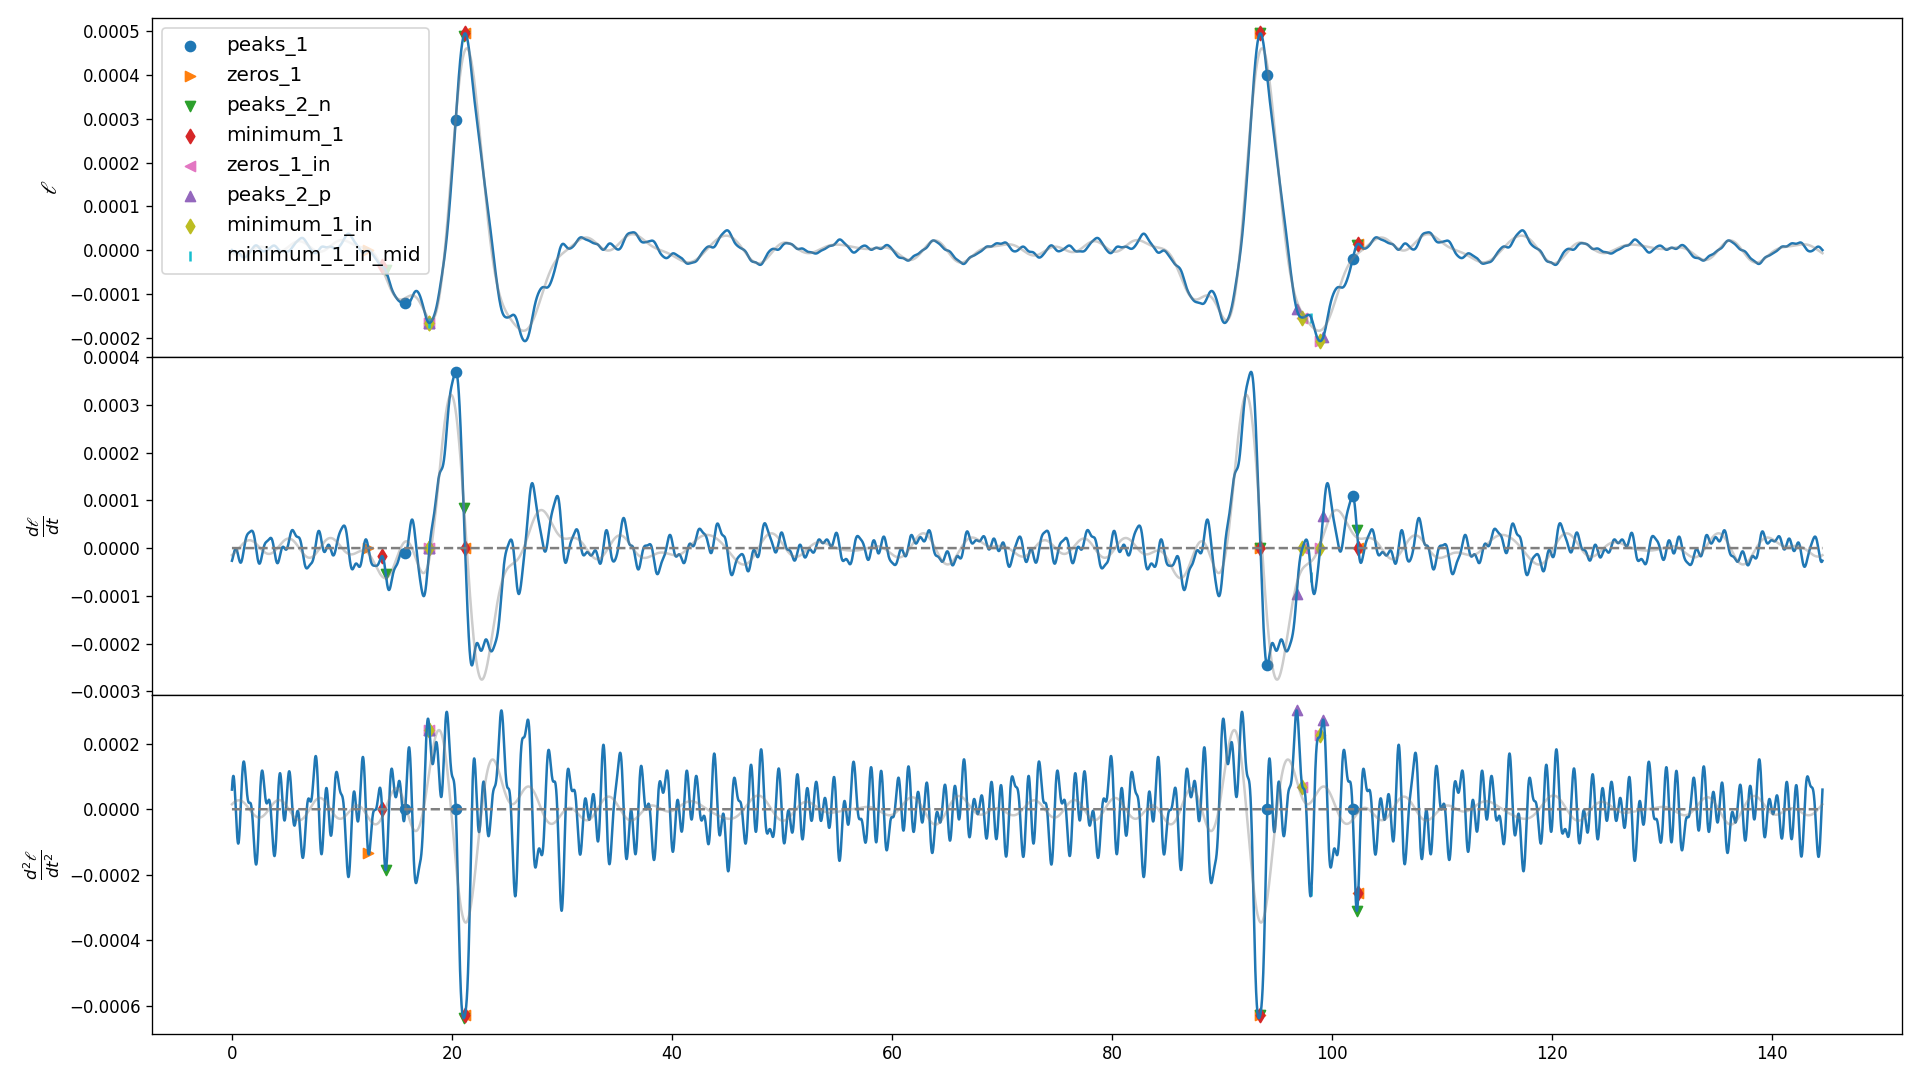 0.0005
0.0004
0.0003
0.0002
0.0001
0.0000
−0.0001
−0.0002
ℓ
peaks_1
zeros_1
peaks_2_n
minimum_1
zeros_1_in
peaks_2_p
minimum_1_in
minimum_1_in_mid
0.0004
0.0003
0.0002
0.0001
0.0000
−0.0001
−0.0002
−0.0003
dℓ
dt
0.0002
0.0000
−0.0002
−0.0004
−0.0006
d²ℓ
dt²
0 20 40 60 80 100 120 140